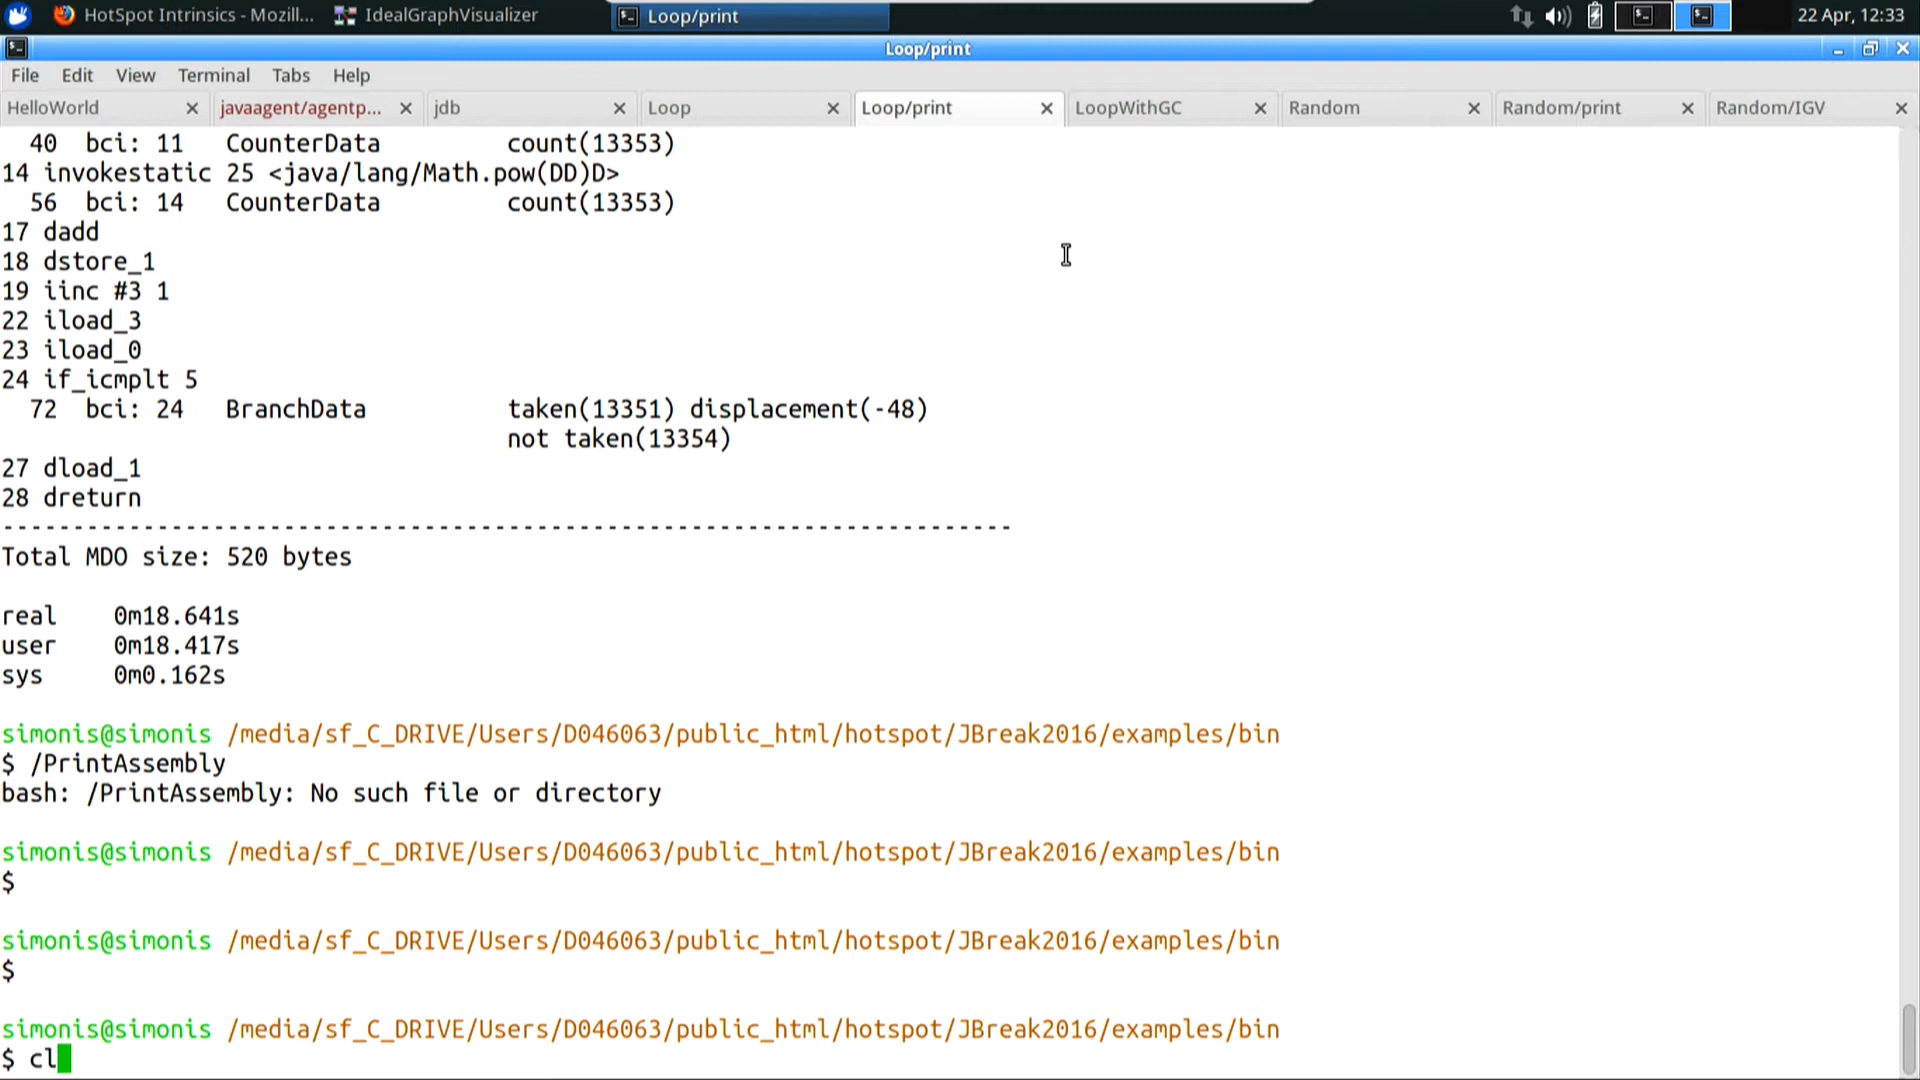 HotSpot Intrinsics - Mozill... IdealGraphVisualizer Loop/print 22 Apr, 12:33
Loop/print
File Edit View Terminal Tabs Help
HelloWorld javaagent/agentp... jdb Loop Loop/print LoopWithGC Random Random/print Random/IGV
40 bci: 11 CounterData count(13353)
14 invokestatic 25 <java/lang/Math.pow(DD)D>
56 bci: 14 CounterData count(13353)
17 dadd
18 dstore_1
19 iinc #3 1
22 iload_3
23 iload_0
24 if_icmplt 5
72 bci: 24 BranchData taken(13351) displacement(-48)
not taken(13354)
27 dload_1
28 dreturn
------------------------------------------------------------------------
Total MDO size: 520 bytes
real 0m18.641s
user 0m18.417s
sys 0m0.162s
simonis@simonis /media/sf_C_DRIVE/Users/D046063/public_html/hotspot/JBreak2016/examples/bin
$ /PrintAssembly
bash: /PrintAssembly: No such file or directory
simonis@simonis /media/sf_C_DRIVE/Users/D046063/public_html/hotspot/JBreak2016/examples/bin
$
simonis@simonis /media/sf_C_DRIVE/Users/D046063/public_html/hotspot/JBreak2016/examples/bin
$
simonis@simonis /media/sf_C_DRIVE/Users/D046063/public_html/hotspot/JBreak2016/examples/bin
$ cl